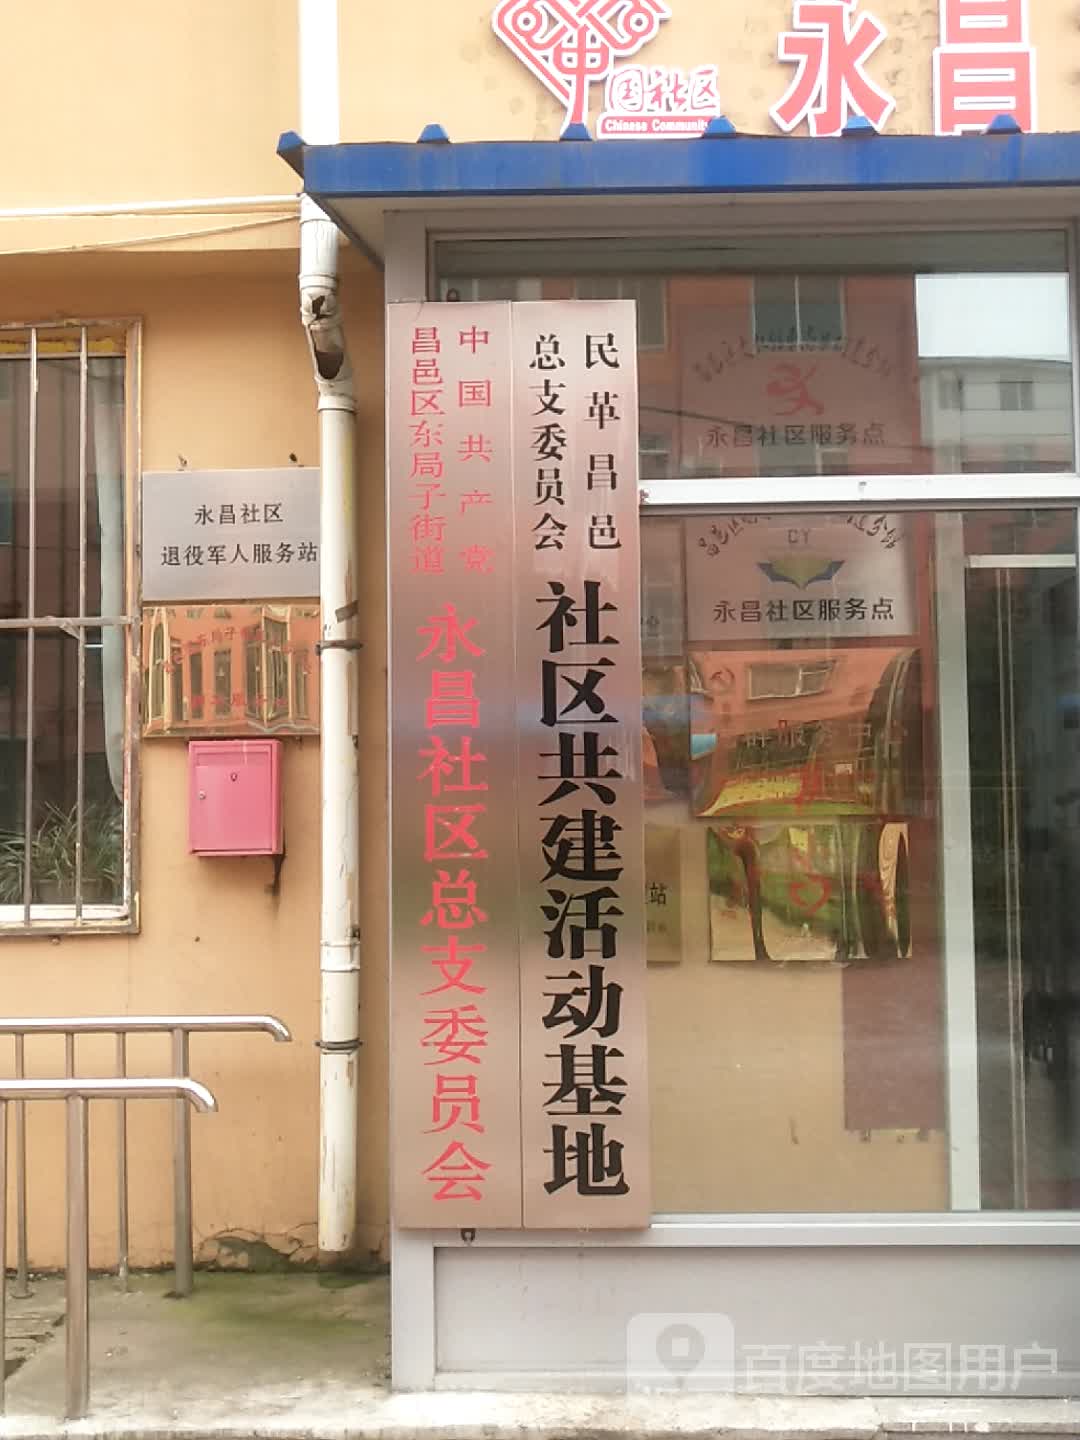 中
国社区
Chinese Community
永昌
中国共产党
昌邑区东局子街道
永昌社区总支委员会
民革昌邑
总支委员会
社区共建活动基地
永昌社区
退役军人服务站
永昌社区服务点
CY
永昌社区服务点
站
百度地图用户